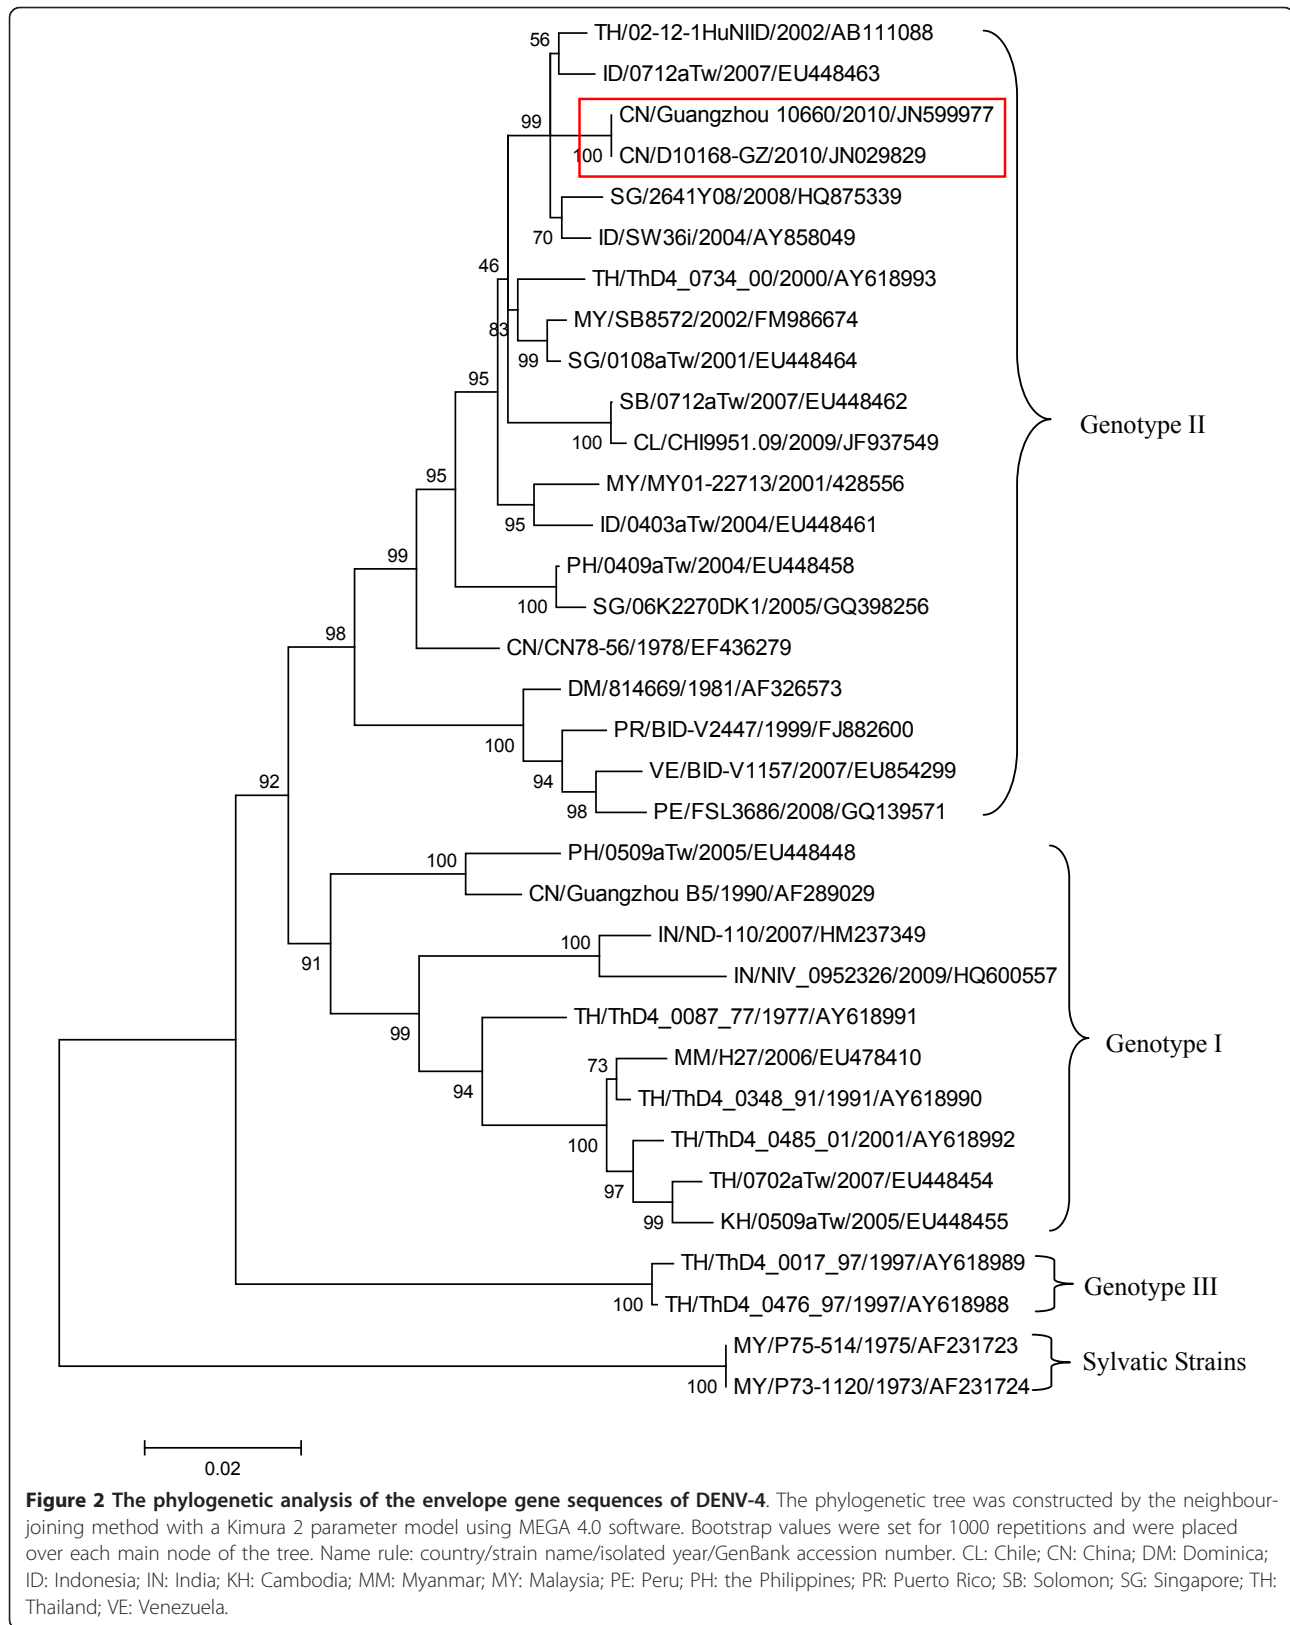 56
TH/02-12-1HuNIID/2002/AB111088
ID/0712aTw/2007/EU448463
CN/Guangzhou 10660/2010/JN599977
99
100
CN/D10168-GZ/2010/JN029829
SG/2641Y08/2008/HQ875339
70
ID/SW36i/2004/AY858049
46
TH/ThD4_0734_00/2000/AY618993
83
MY/SB8572/2002/FM986674
99
SG/0108aTw/2001/EU448464
95
SB/0712aTw/2007/EU448462
Genotype II
100
CL/CHI9951.09/2009/JF937549
95
MY/MY01-22713/2001/428556
95
ID/0403aTw/2004/EU448461
99
PH/0409aTw/2004/EU448458
100
SG/06K2270DK1/2005/GQ398256
98
CN/CN78-56/1978/EF436279
DM/814669/1981/AF326573
100
PR/BID-V2447/1999/FJ882600
92
94
VE/BID-V1157/2007/EU854299
98
PE/FSL3686/2008/GQ139571
100
PH/0509aTw/2005/EU448448
CN/Guangzhou B5/1990/AF289029
91
100
IN/ND-110/2007/HM237349
IN/NIV_0952326/2009/HQ600557
99
TH/ThD4_0087_77/1977/AY618991
Genotype I
73
MM/H27/2006/EU478410
94
TH/ThD4_0348_91/1991/AY618990
100
TH/ThD4_0485_01/2001/AY618992
97
TH/0702aTw/2007/EU448454
99
KH/0509aTw/2005/EU448455
TH/ThD4_0017_97/1997/AY618989
Genotype III
100
TH/ThD4_0476_97/1997/AY618988
MY/P75-514/1975/AF231723
Sylvatic Strains
100
MY/P73-1120/1973/AF231724
0.02
Figure 2 The phylogenetic analysis of the envelope gene sequences of DENV-4. The phylogenetic tree was constructed by the neighbour-
joining method with a Kimura 2 parameter model using MEGA 4.0 software. Bootstrap values were set for 1000 repetitions and were placed
over each main node of the tree. Name rule: country/strain name/isolated year/GenBank accession number. CL: Chile; CN: China; DM: Dominica;
ID: Indonesia; IN: India; KH: Cambodia; MM: Myanmar; MY: Malaysia; PE: Peru; PH: the Philippines; PR: Puerto Rico; SB: Solomon; SG: Singapore; TH:
Thailand; VE: Venezuela.